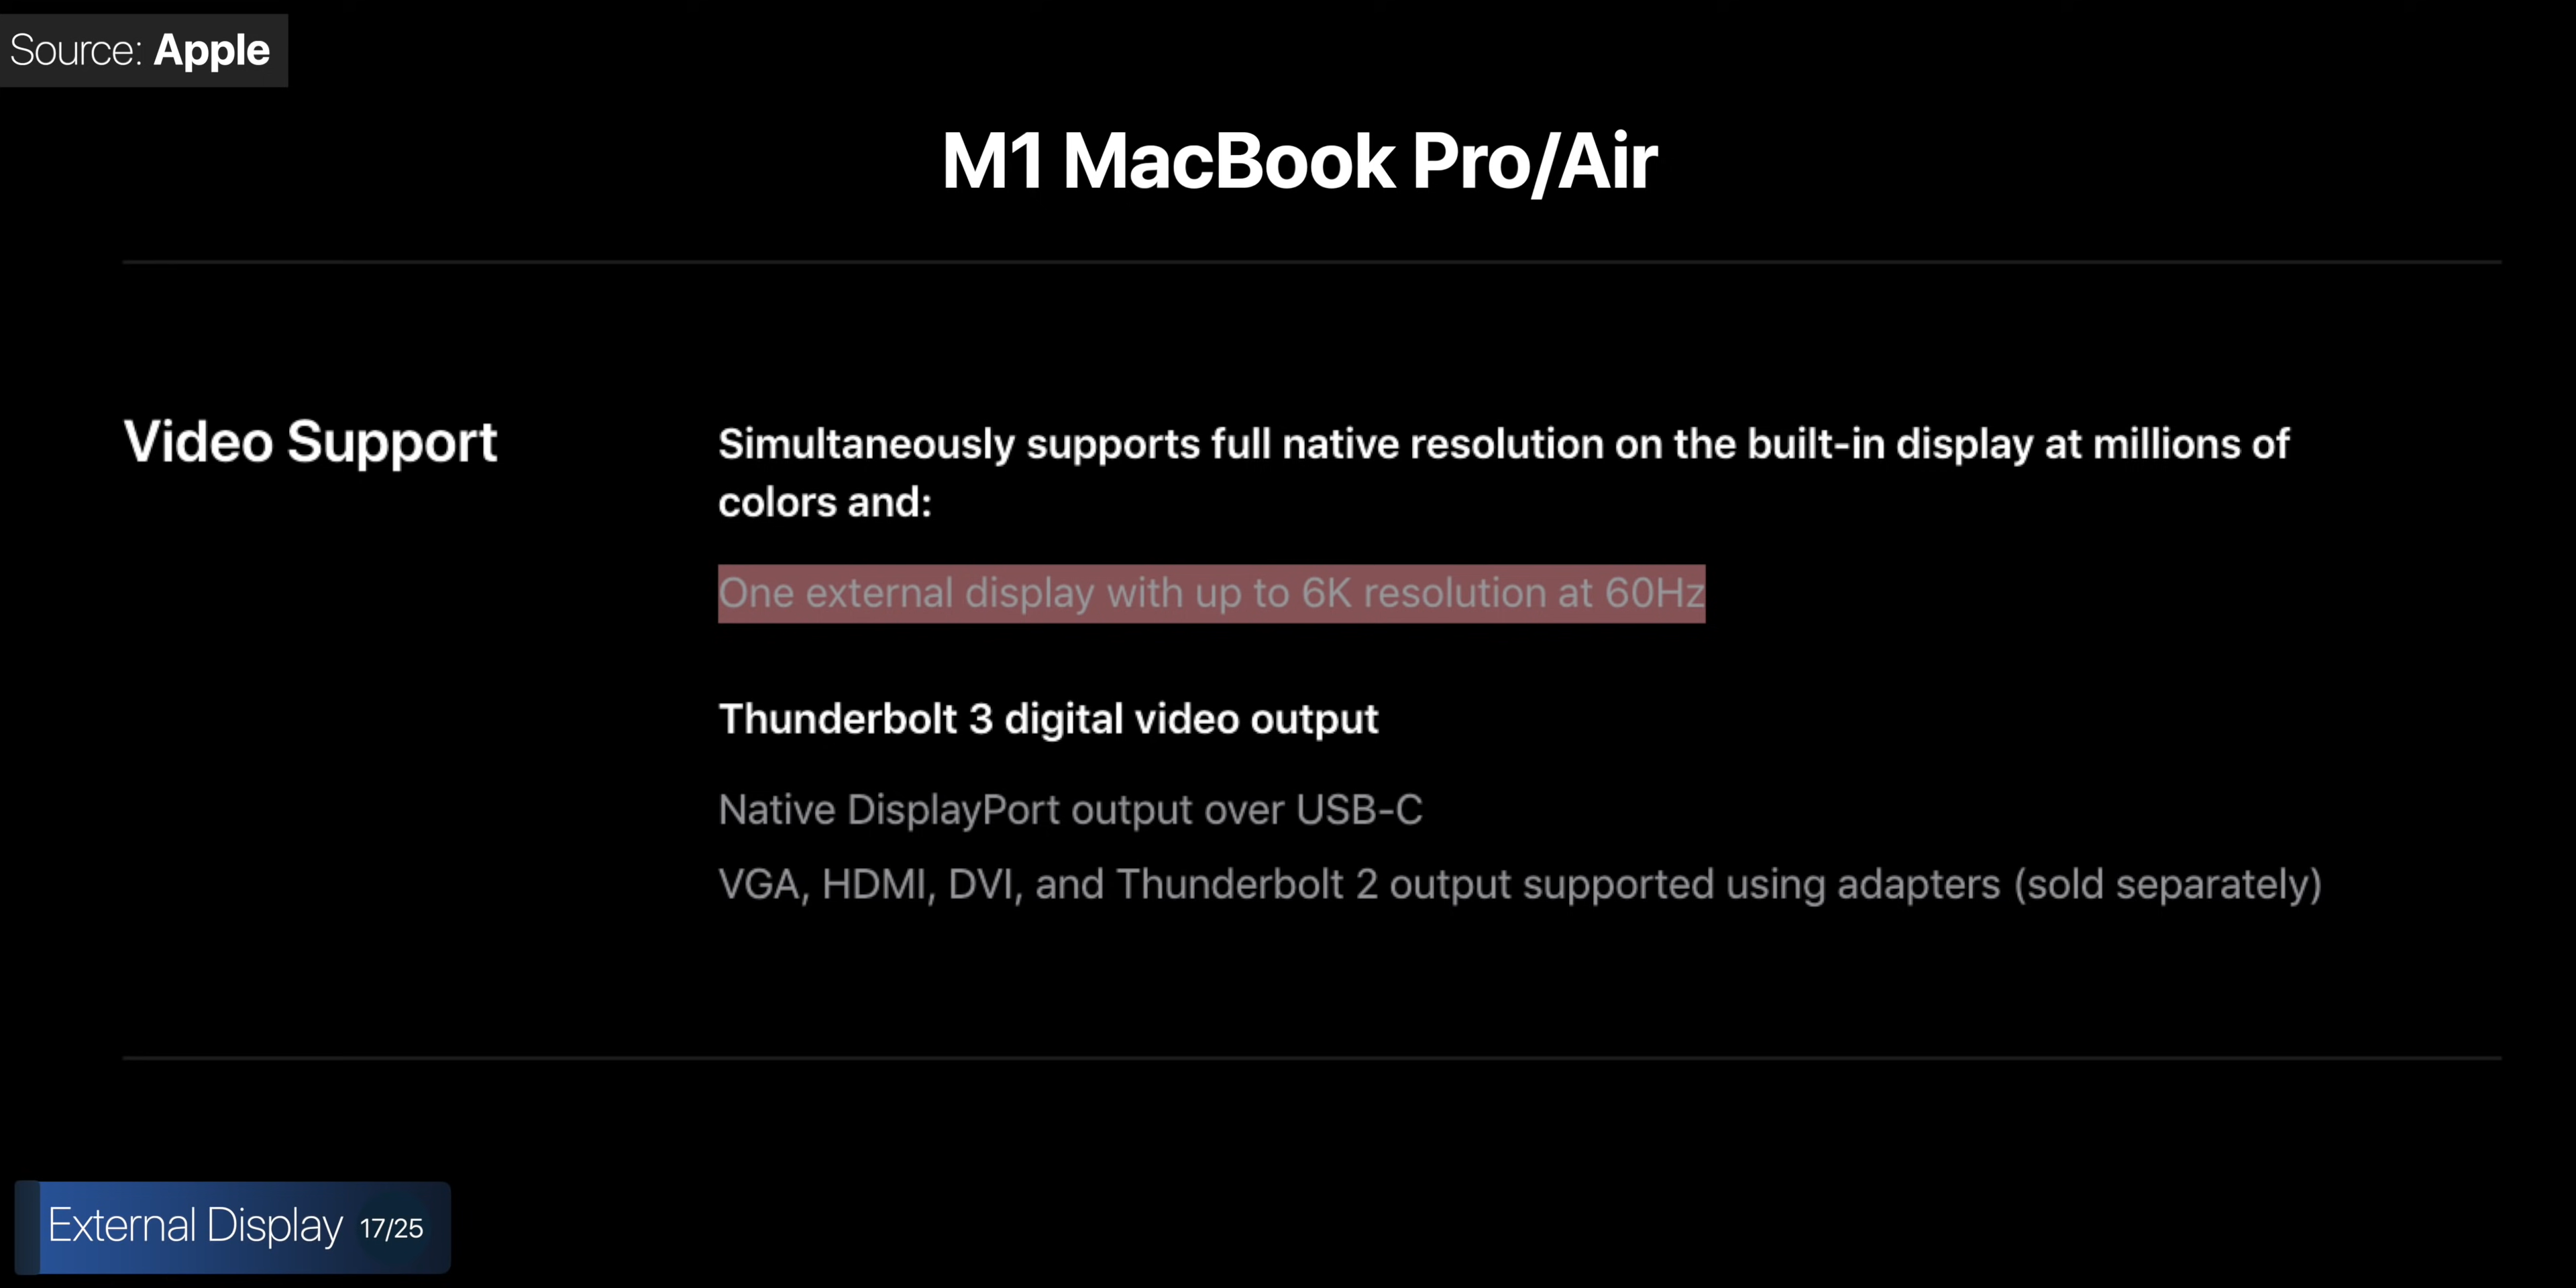 Source: Apple
M1 MacBook Pro/Air
Video Support
Simultaneously supports full native resolution on the built-in display at millions of
colors and:
One external display with up to 6K resolution at 60Hz
Thunderbolt 3 digital video output
Native DisplayPort output over USB-C
VGA, HDMI, DVI, and Thunderbolt 2 output supported using adapters (sold separately)
External Display 17/25